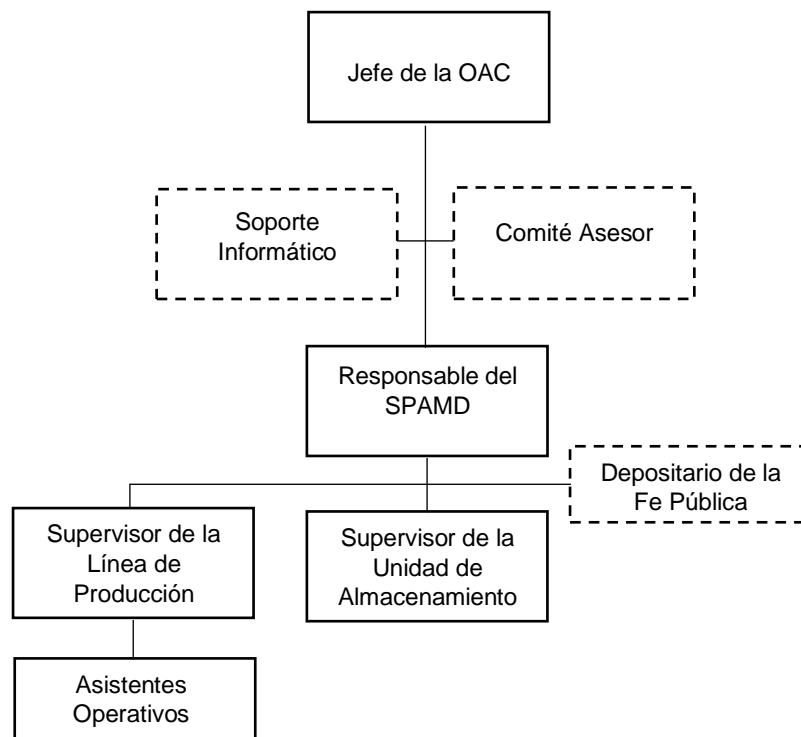 Jefe de la OAC
Soporte
Informático
Comité Asesor
Responsable del
SPAMD
Depositario de la
Fe Pública
Supervisor de la
Línea de
Producción
Supervisor de la
Unidad de
Almacenamiento
Asistentes
Operativos